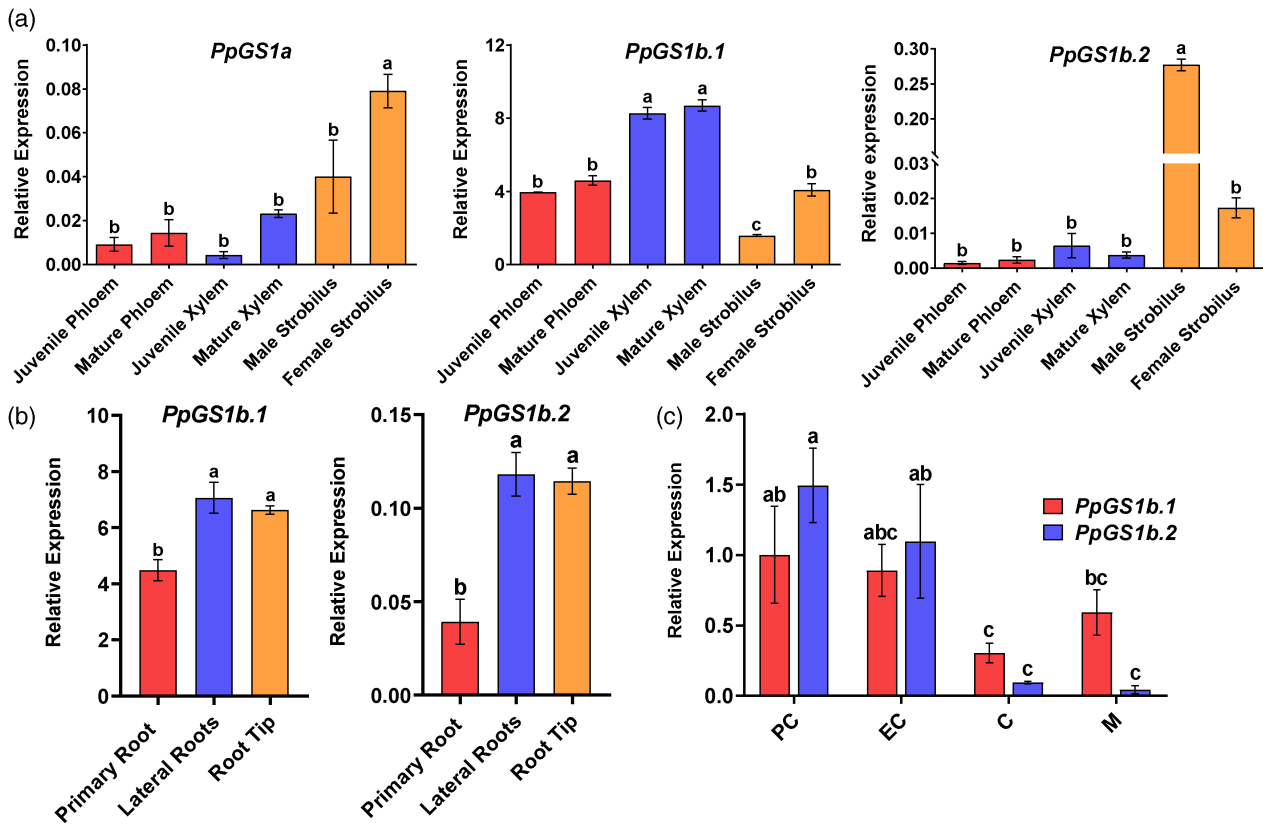 (a)
PpGS1a
Relative Expression
0.10
0.08
0.06
0.04
0.02
0.00
b
b
b
b
b
a
Juvenile Phloem
Mature Phloem
Juvenile Xylem
Mature Xylem
Male Strobilus
Female Strobilus
PpGS1b.1
Relative Expression
12
8
4
0
b
b
a
a
c
b
Juvenile Phloem
Mature Phloem
Juvenile Xylem
Mature Xylem
Male Strobilus
Female Strobilus
PpGS1b.2
Relative expression
0.30
0.25
0.20
0.03
0.02
0.01
0.00
b
b
b
b
a
b
Juvenile Phloem
Mature Phloem
Juvenile Xylem
Mature Xylem
Male Strobilus
Female Strobilus
(b)
PpGS1b.1
Relative Expression
10
8
6
4
2
0
b
a
a
Primary Root
Lateral Roots
Root Tip
PpGS1b.2
Relative Expression
0.15
0.10
0.05
0.00
b
a
a
Primary Root
Lateral Roots
Root Tip
(c)
Relative Expression
2.0
1.5
1.0
0.5
0.0
ab
a
abc
ab
c
c
bc
c
PC
EC
C
M
PpGS1b.1
PpGS1b.2